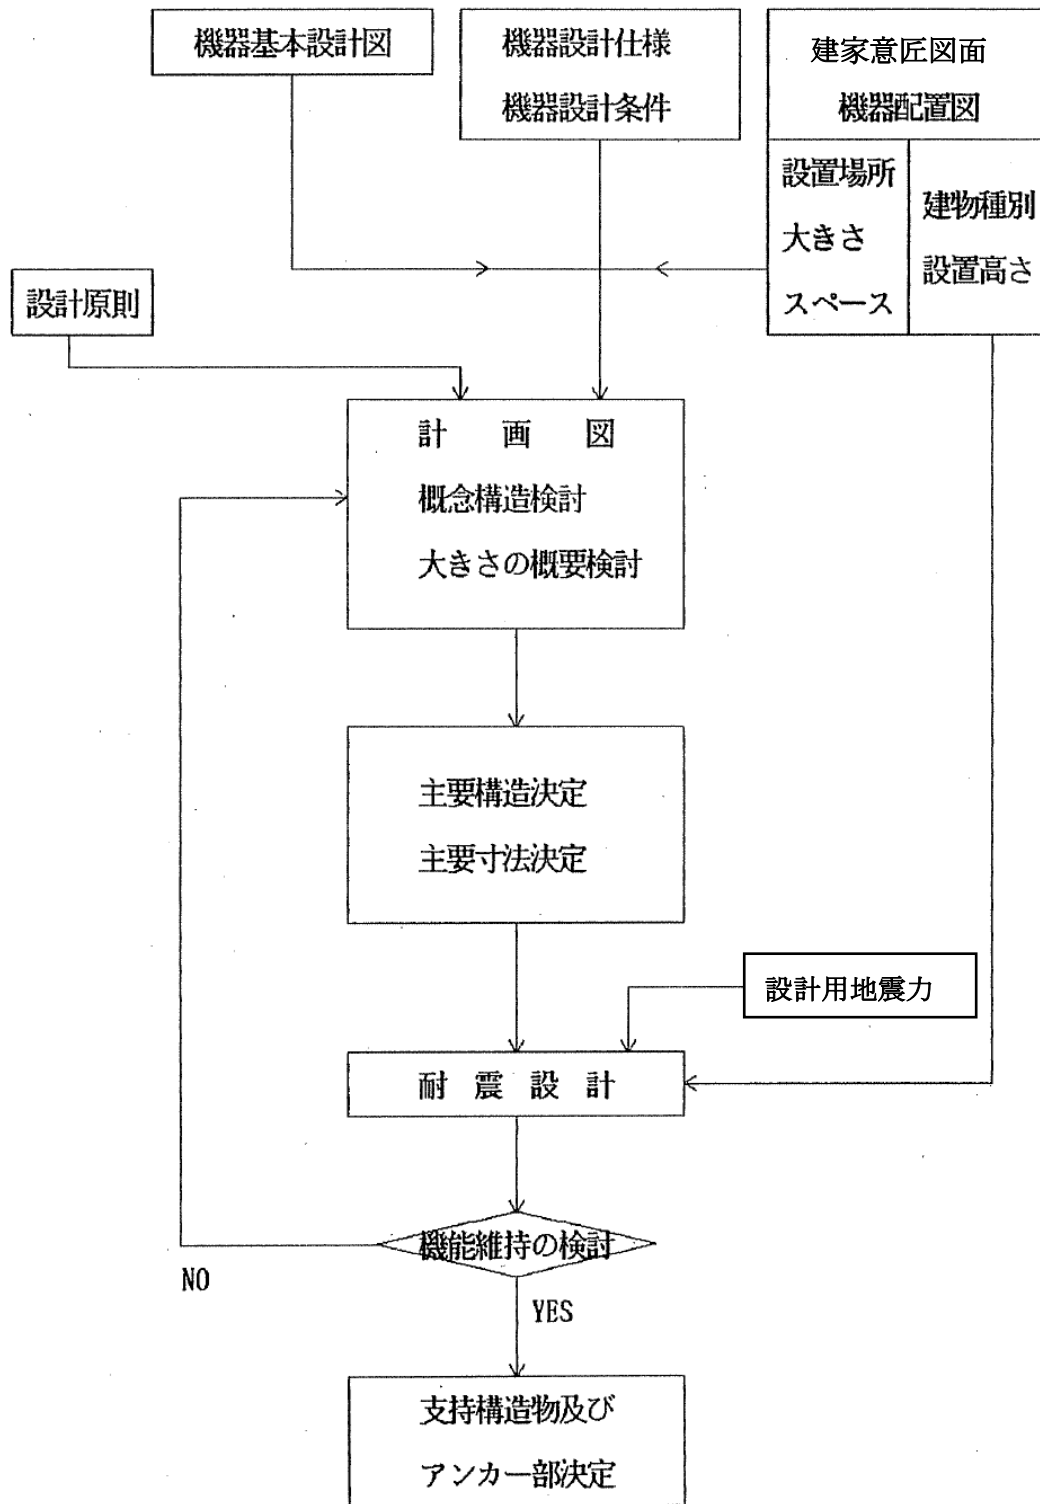 機器基本設計図
機器設計仕様
機器設計条件
建家意匠図面
機器配置図
設置場所
大きさ
スペース
建物種別
設置高さ
設計原則
計画図
概念構造検討
大きさの概要検討
主要構造決定
主要寸法決定
設計用地震力
耐震設計
機能維持の検討
NO
YES
支持構造物及び
アンカー部決定